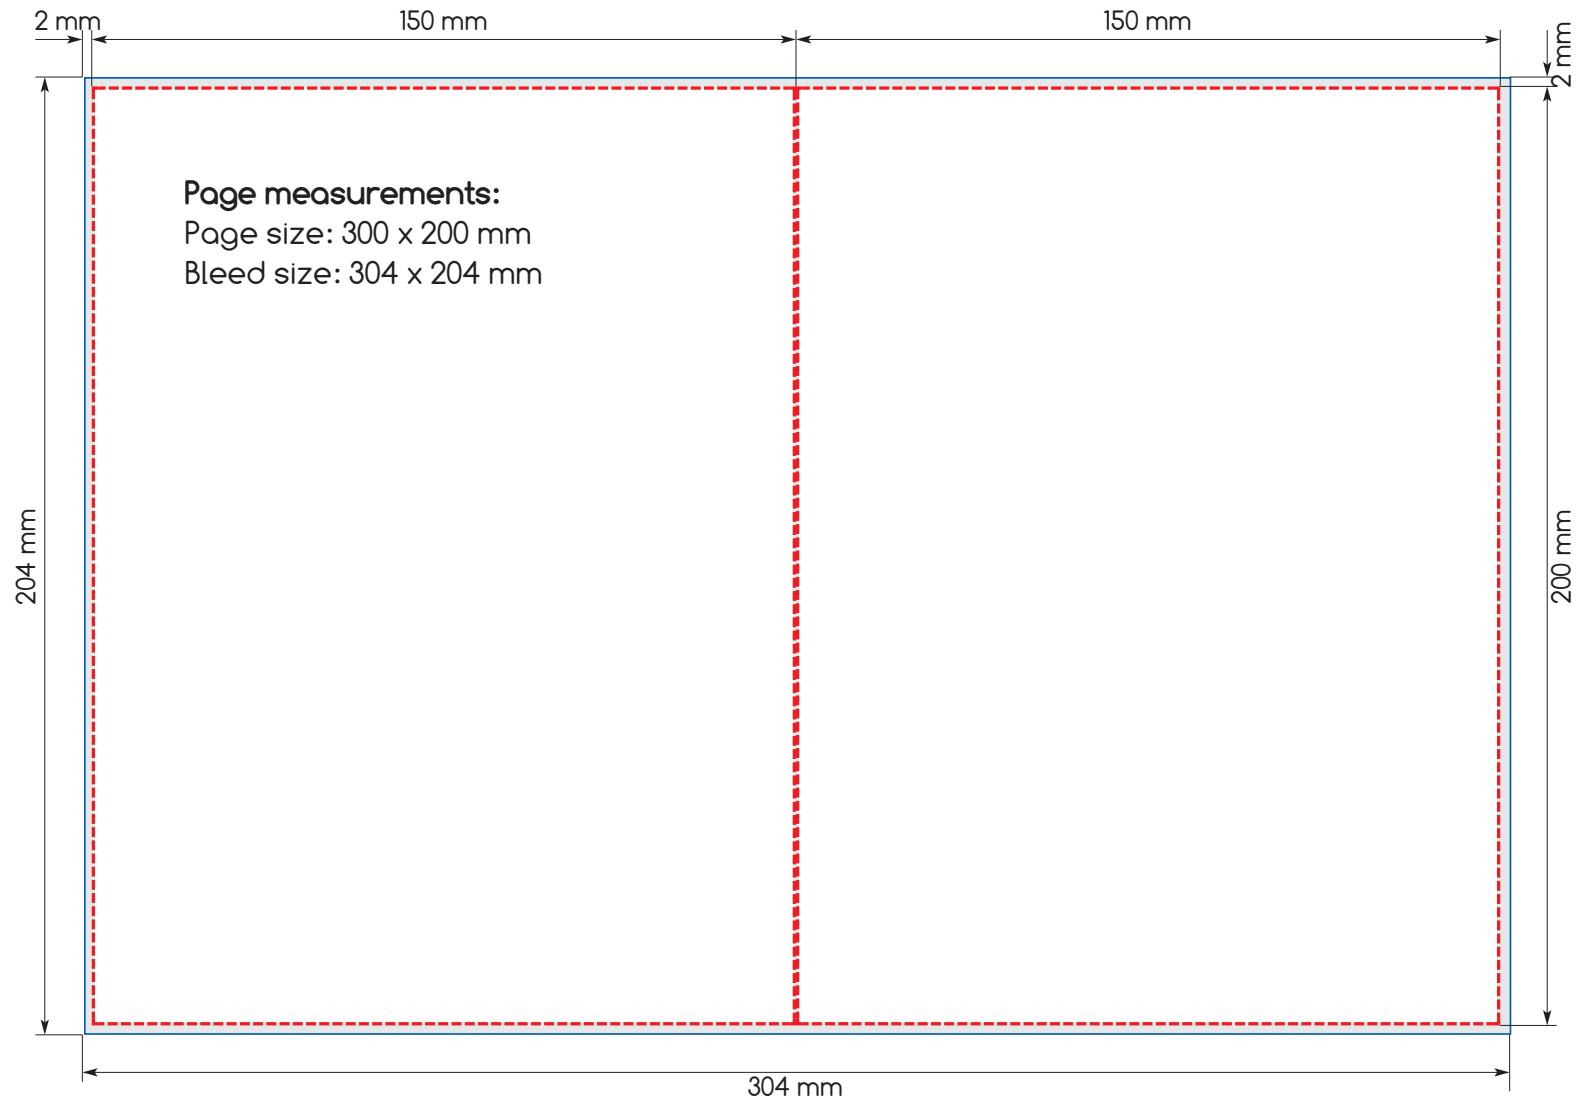 2 mm
150 mm
150 mm
2 mm
Page measurements:
Page size: 300 x 200 mm
Bleed size: 304 x 204 mm
204 mm
200 mm
304 mm